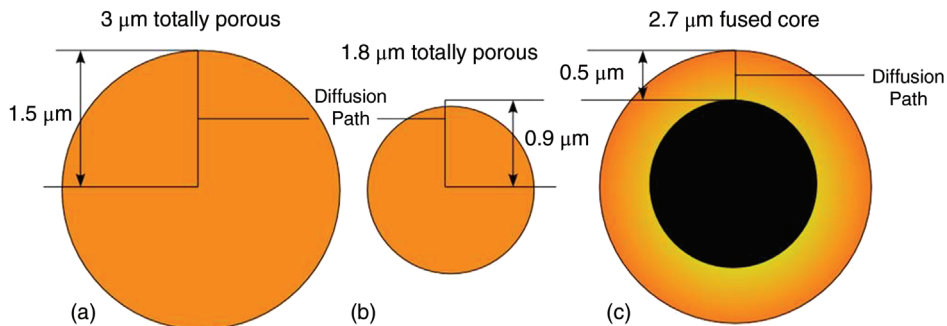 3 μm totally porous
1.5 μm
Diffusion
Path
(a)
1.8 μm totally porous
0.9 μm
(b)
2.7 μm fused core
0.5 μm
Diffusion
Path
(c)